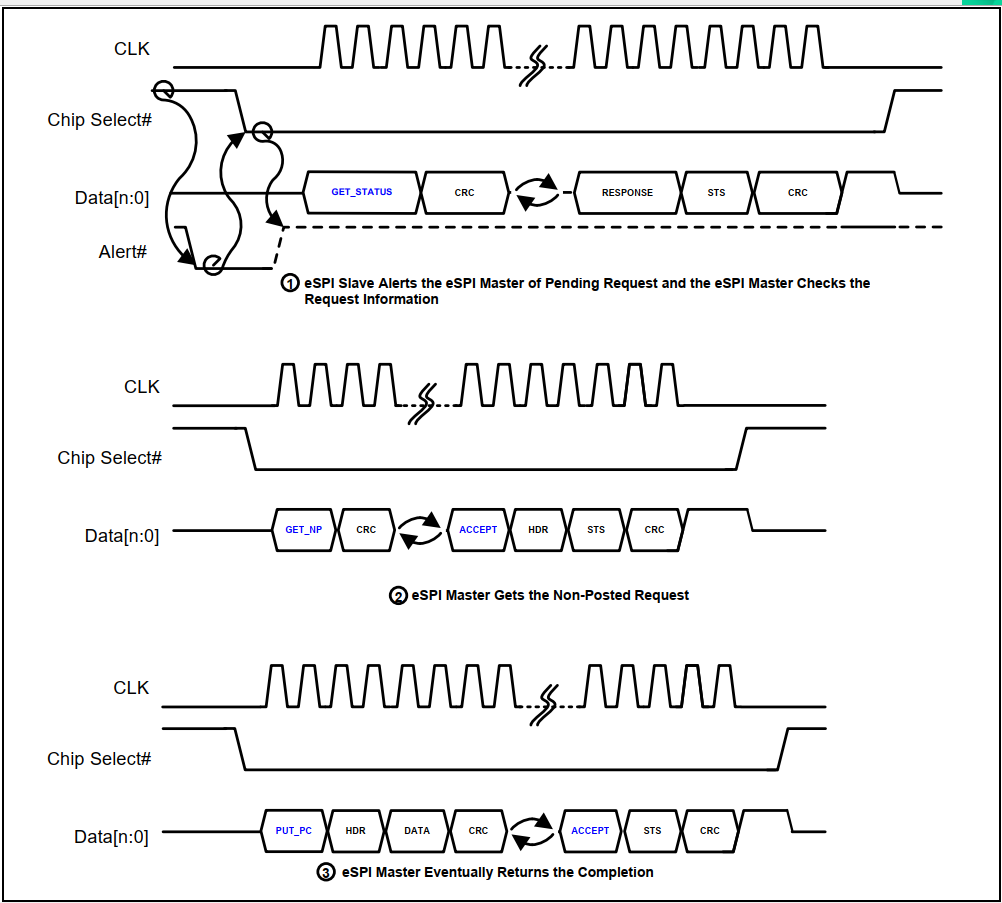 CLK
Chip Select#
Data[n:0]
GET_STATUS
CRC
RESPONSE
STS
CRC
Alert#
1 eSPI Slave Alerts the eSPI Master of Pending Request and the eSPI Master Checks the
Request Information
CLK
Chip Select#
Data[n:0]
GET_NP
CRC
ACCEPT
HDR
STS
CRC
2 eSPI Master Gets the Non-Posted Request
CLK
Chip Select#
Data[n:0]
PUT_PC
HDR
DATA
CRC
ACCEPT
STS
CRC
3 eSPI Master Eventually Returns the Completion